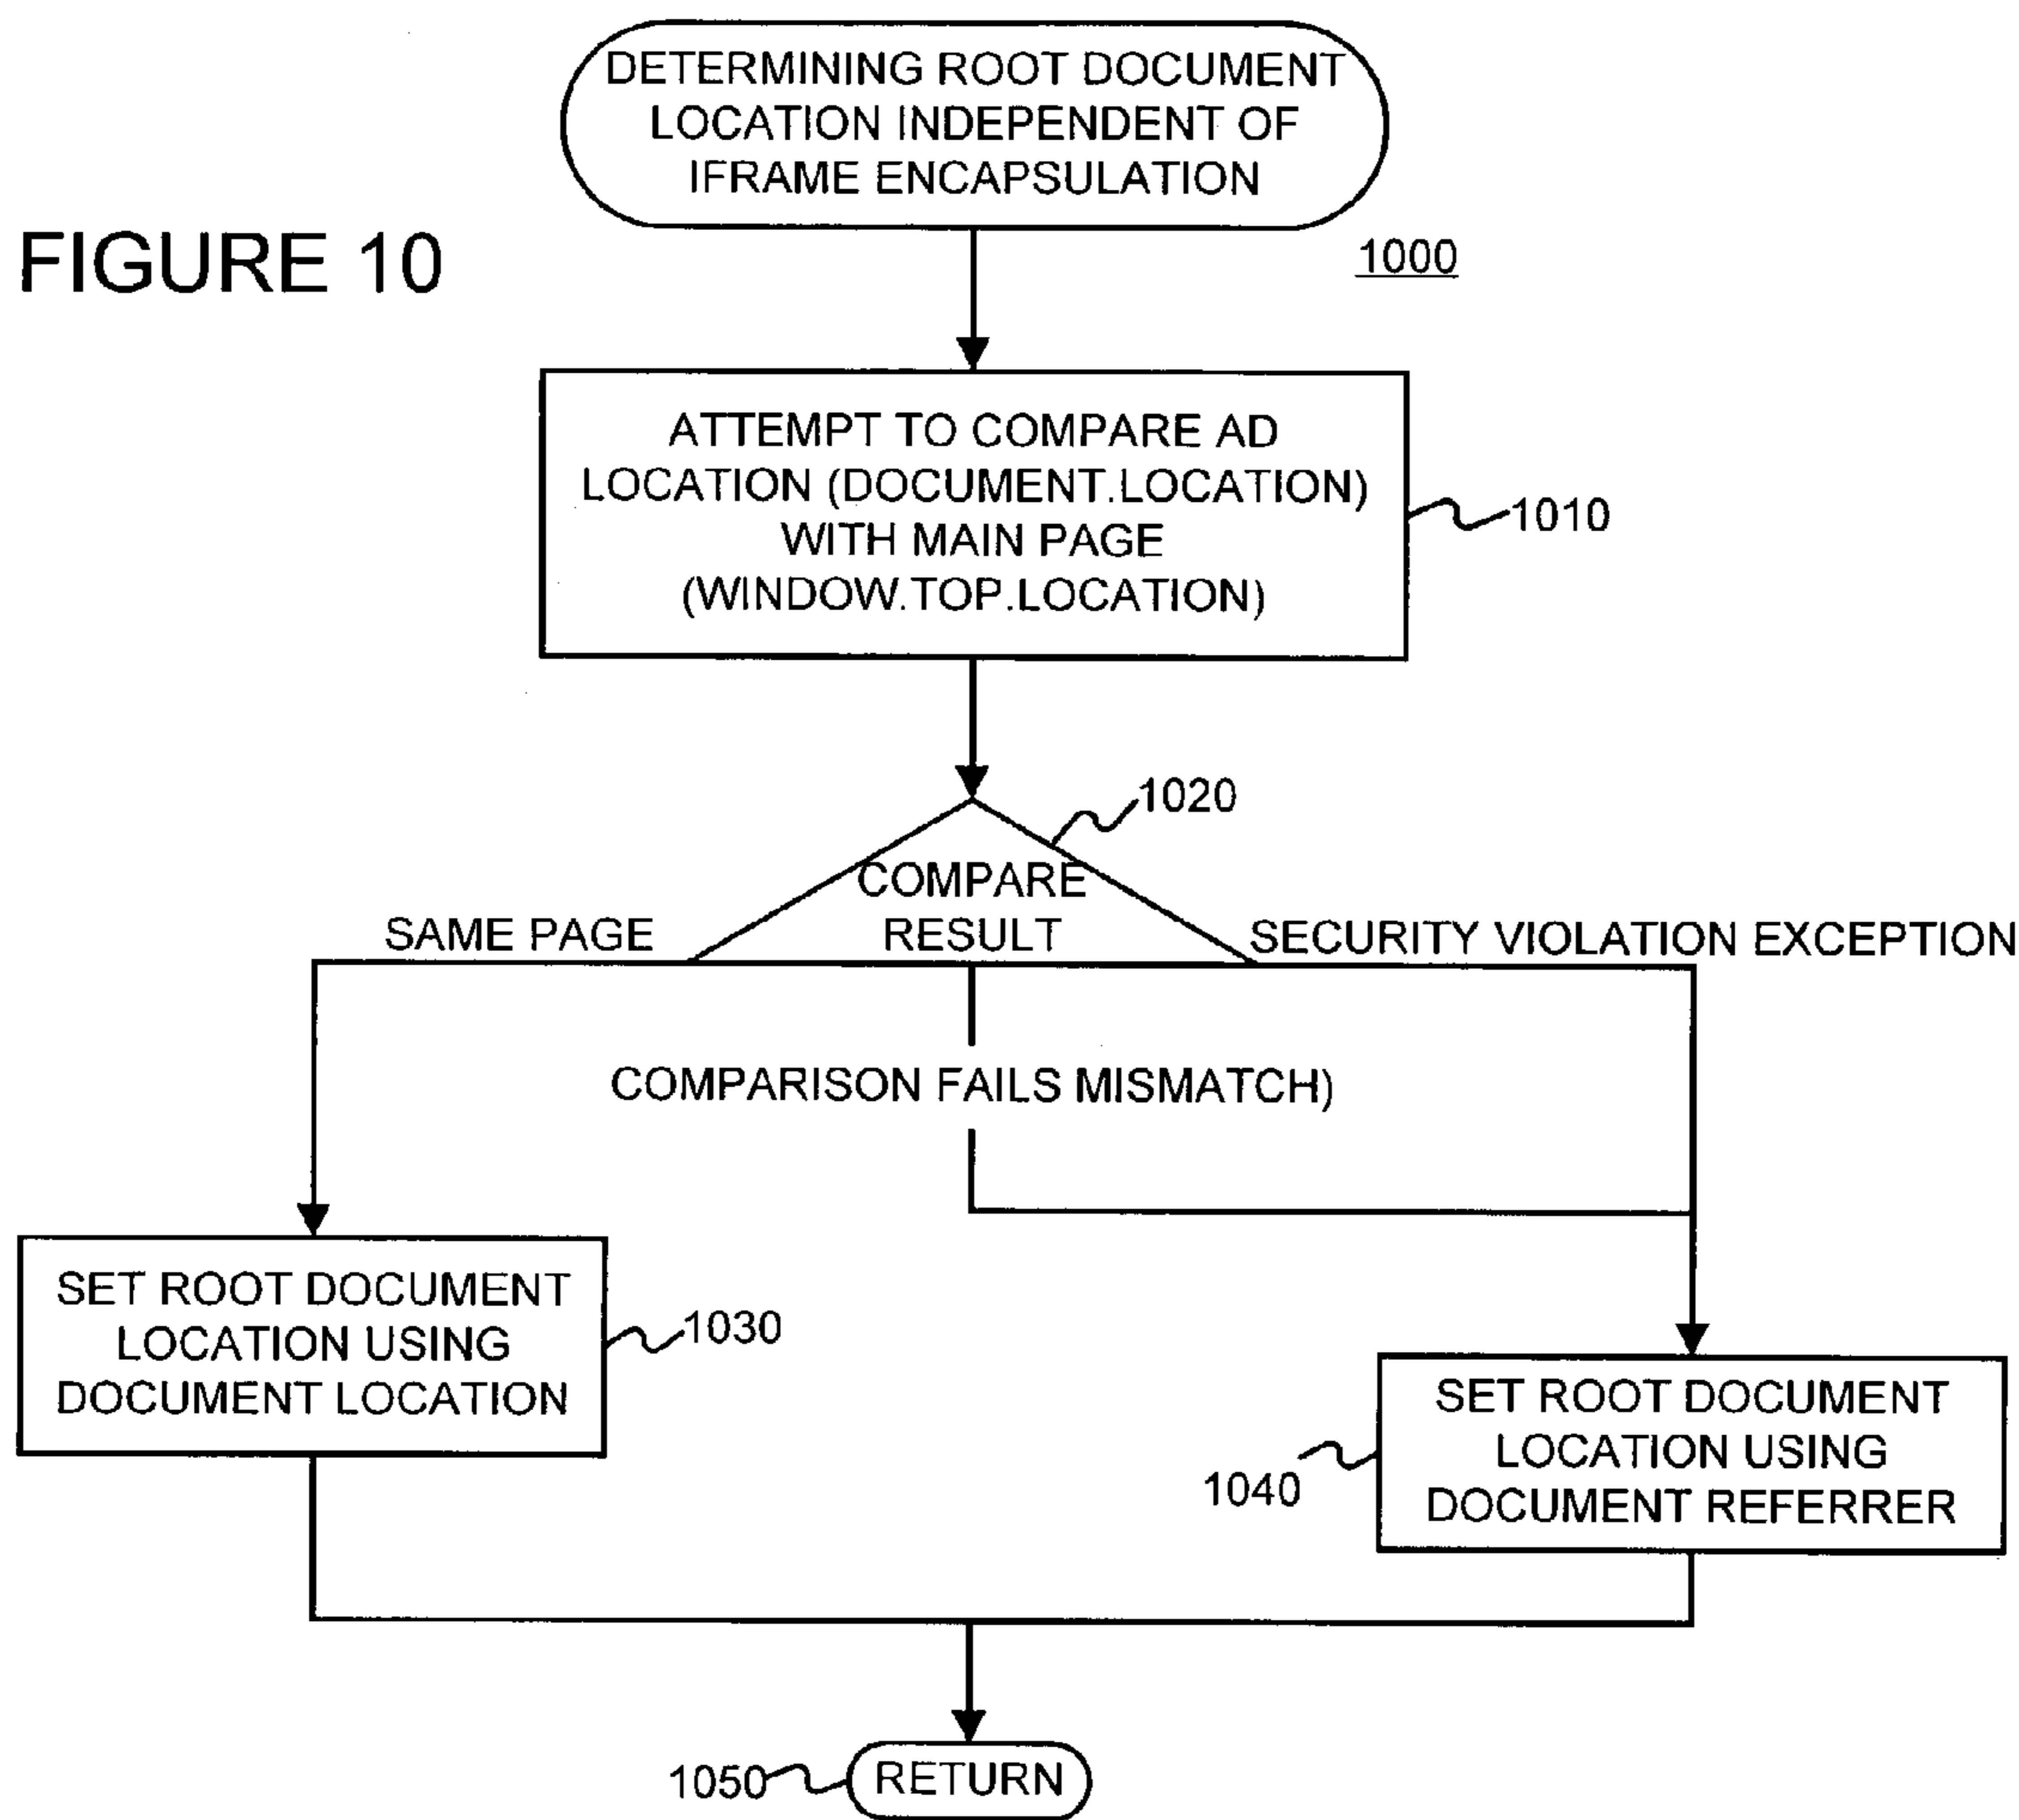 DETERMINING ROOT DOCUMENT
LOCATION INDEPENDENT OF
IFRAME ENCAPSULATION
FIGURE 10
1000
ATTEMPT TO COMPARE AD
LOCATION (DOCUMENT.LOCATION)
WITH MAIN PAGE
(WINDOW.TOP.LOCATION)
1010
1020
COMPARE
RESULT
SAME PAGE
SECURITY VIOLATION EXCEPTION
COMPARISON FAILS MISMATCH)
SET ROOT DOCUMENT
LOCATION USING
DOCUMENT LOCATION
1030
SET ROOT DOCUMENT
LOCATION USING
DOCUMENT REFERRER
1040
1050
RETURN